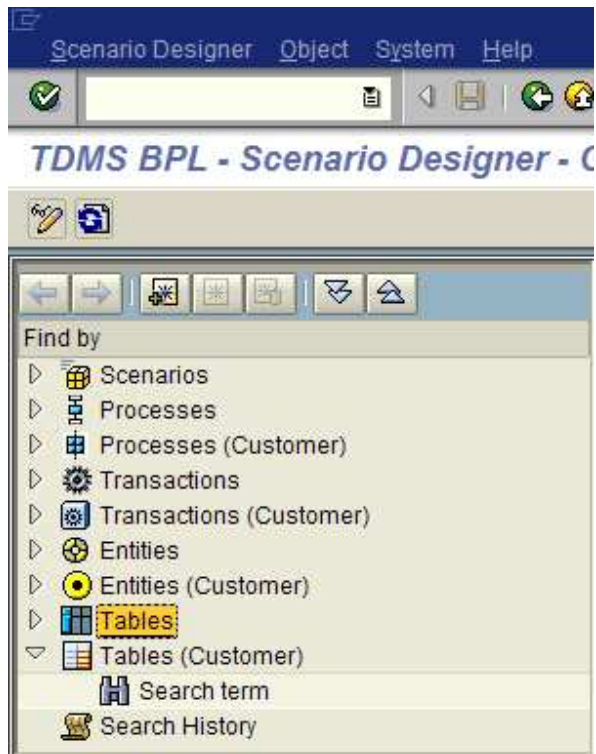 Scenario Designer Object System Help
TDMS BPL - Scenario Designer - C
Find by
Scenarios
Processes
Processes (Customer)
Transactions
Transactions (Customer)
Entities
Entities (Customer)
Tables
Tables (Customer)
Search term
Search History